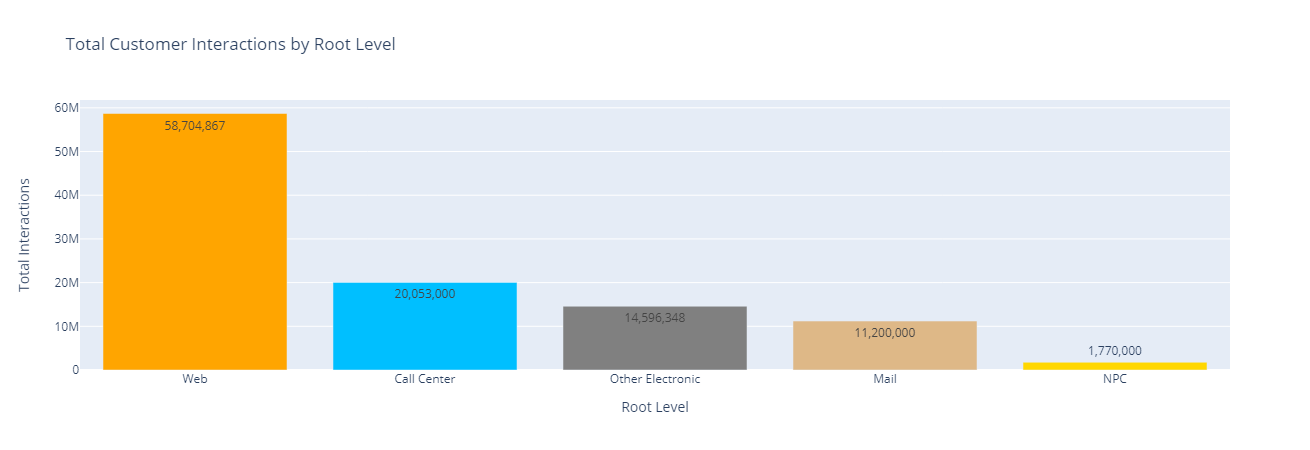 Total Customer Interactions by Root Level
Total Interactions
60M
50M
40M
30M
20M
10M
0
58,704,867
20,053,000
14,596,348
11,200,000
1,770,000
Web
Call Center
Other Electronic
Mail
NPC
Root Level